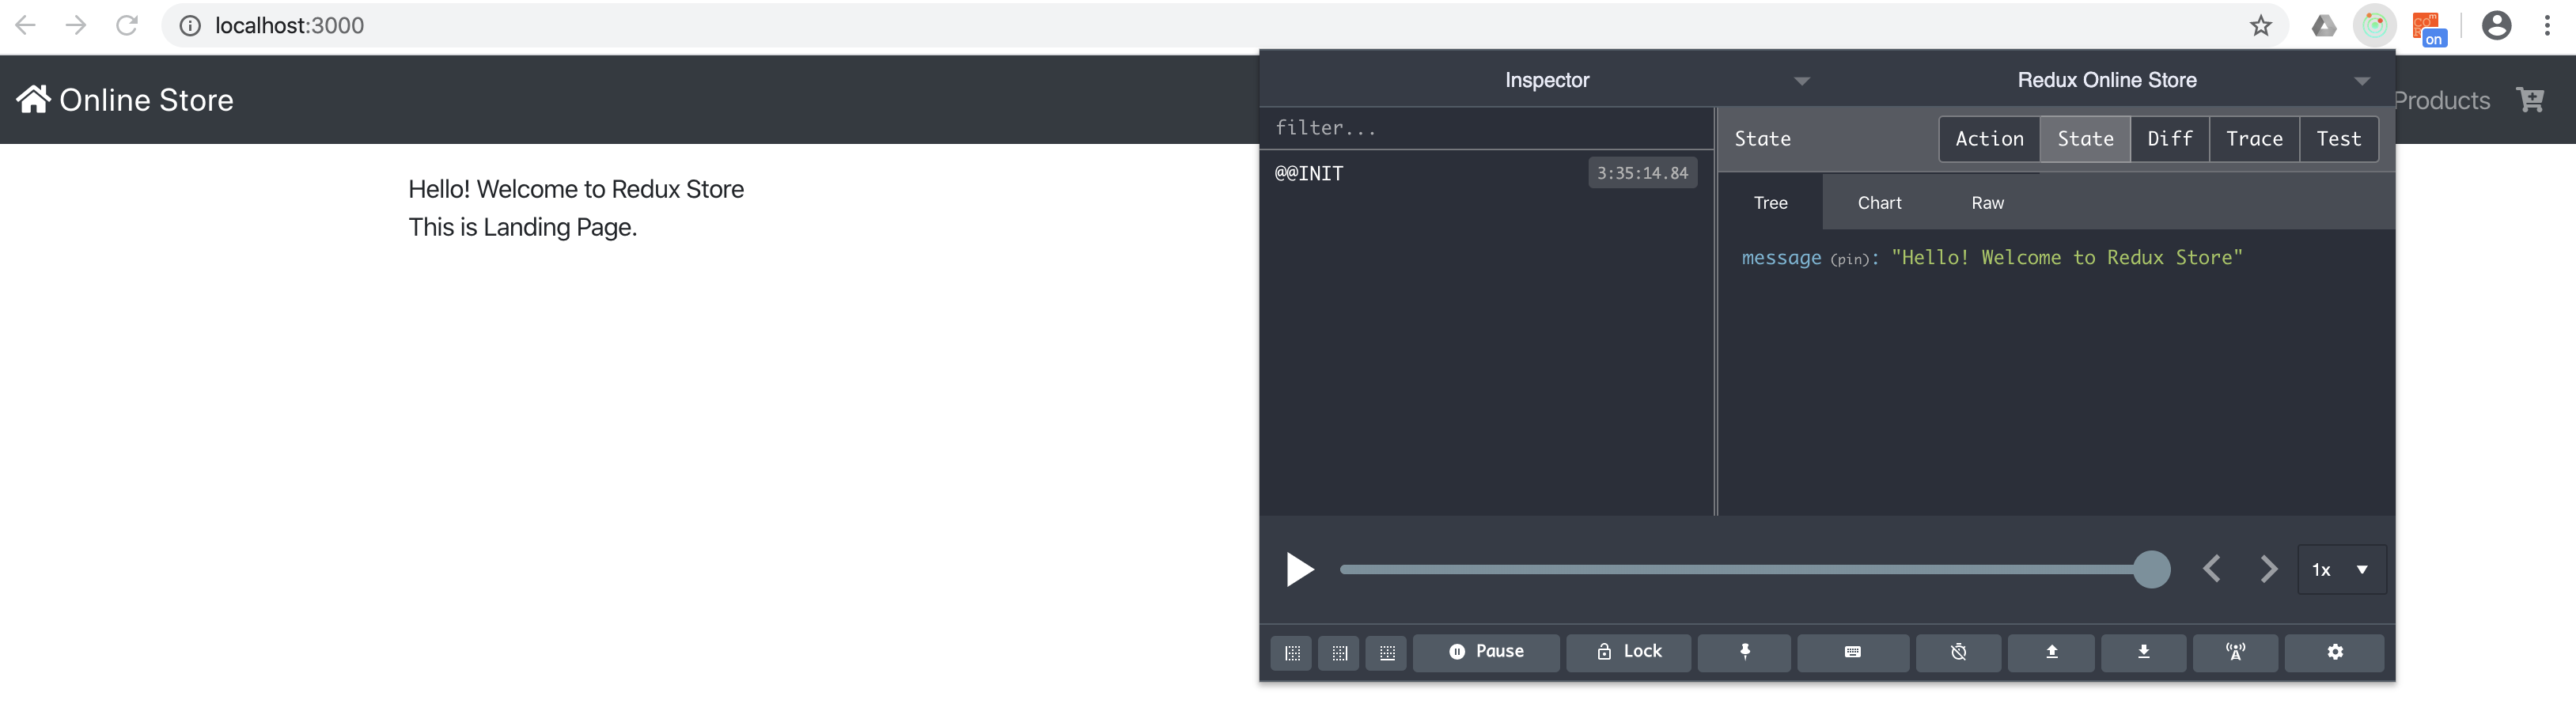 localhost:3000
on
Online Store
Products
Inspector
Redux Online Store
filter...
State
Action
State
Diff
Trace
Test
@@INIT
3:35:14.84
Tree
Chart
Raw
message (pin): "Hello! Welcome to Redux Store"
Hello! Welcome to Redux Store
This is Landing Page.
1x
Pause
Lock